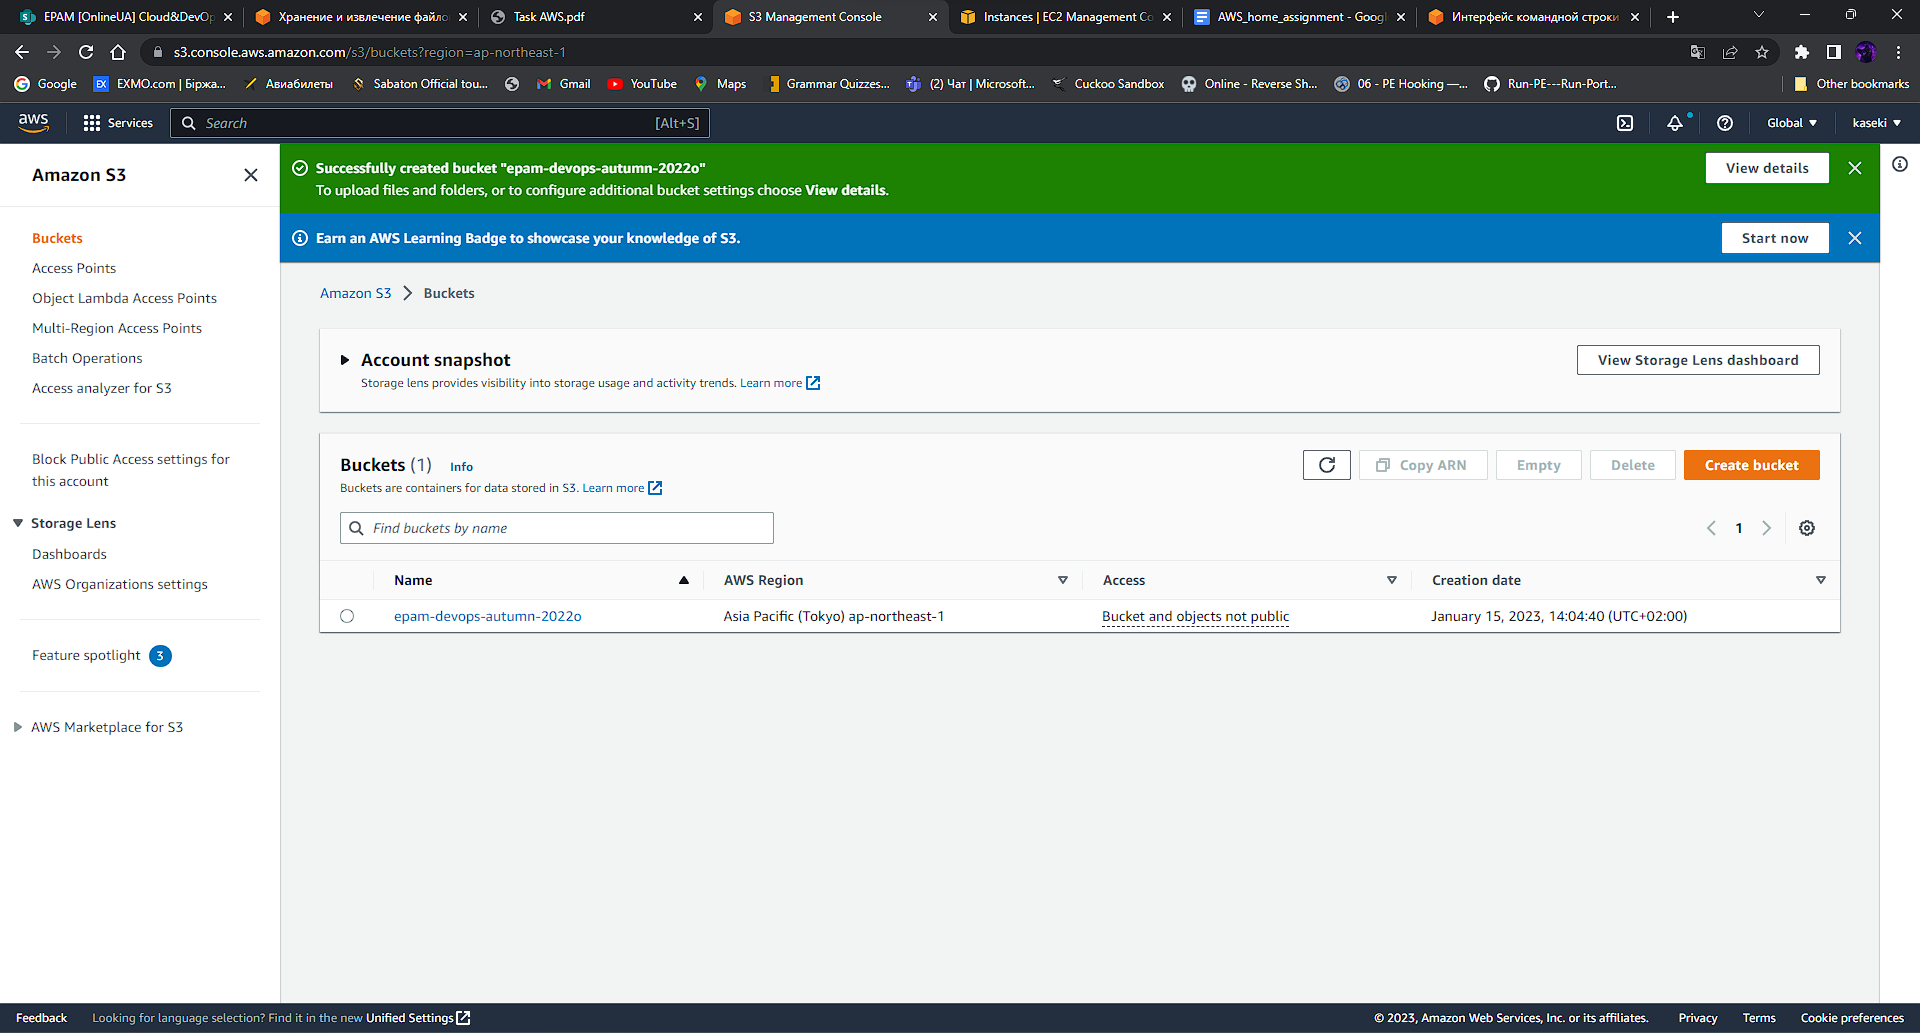 EPAM [OnlineUA] Cloud&DevOp
Хранение и извлечение файло
Task AWS.pdf
S3 Management Console
Instances | EC2 Management Co
AWS_home_assignment - Googl
Интерфейс командной строки
s3.console.aws.amazon.com/s3/buckets?region=ap-northeast-1
Google
EXMO.com | Біржа...
Авиабилеты
Sabaton Official tou...
Gmail
YouTube
Maps
Grammar Quizzes...
(2) Чат | Microsoft...
Cuckoo Sandbox
Online - Reverse Sh...
06 - PE Hooking —...
Run-PE---Run-Port...
Other bookmarks
aws
Services
Search
[Alt+S]
Global
kaseki
Amazon S3
Buckets
Access Points
Object Lambda Access Points
Multi-Region Access Points
Batch Operations
Access analyzer for S3
Block Public Access settings for
this account
Storage Lens
Dashboards
AWS Organizations settings
Feature spotlight 3
AWS Marketplace for S3
Successfully created bucket "epam-devops-autumn-2022o"
To upload files and folders, or to configure additional bucket settings choose View details.
View details
Earn an AWS Learning Badge to showcase your knowledge of S3.
Start now
Amazon S3 > Buckets
Account snapshot
Storage lens provides visibility into storage usage and activity trends. Learn more
View Storage Lens dashboard
Buckets (1) Info
Buckets are containers for data stored in S3. Learn more
Copy ARN
Empty
Delete
Create bucket
Find buckets by name
1
Name
AWS Region
Access
Creation date
epam-devops-autumn-2022o
Asia Pacific (Tokyo) ap-northeast-1
Bucket and objects not public
January 15, 2023, 14:04:40 (UTC+02:00)
Feedback
Looking for language selection? Find it in the new Unified Settings
© 2023, Amazon Web Services, Inc. or its affiliates.
Privacy
Terms
Cookie preferences